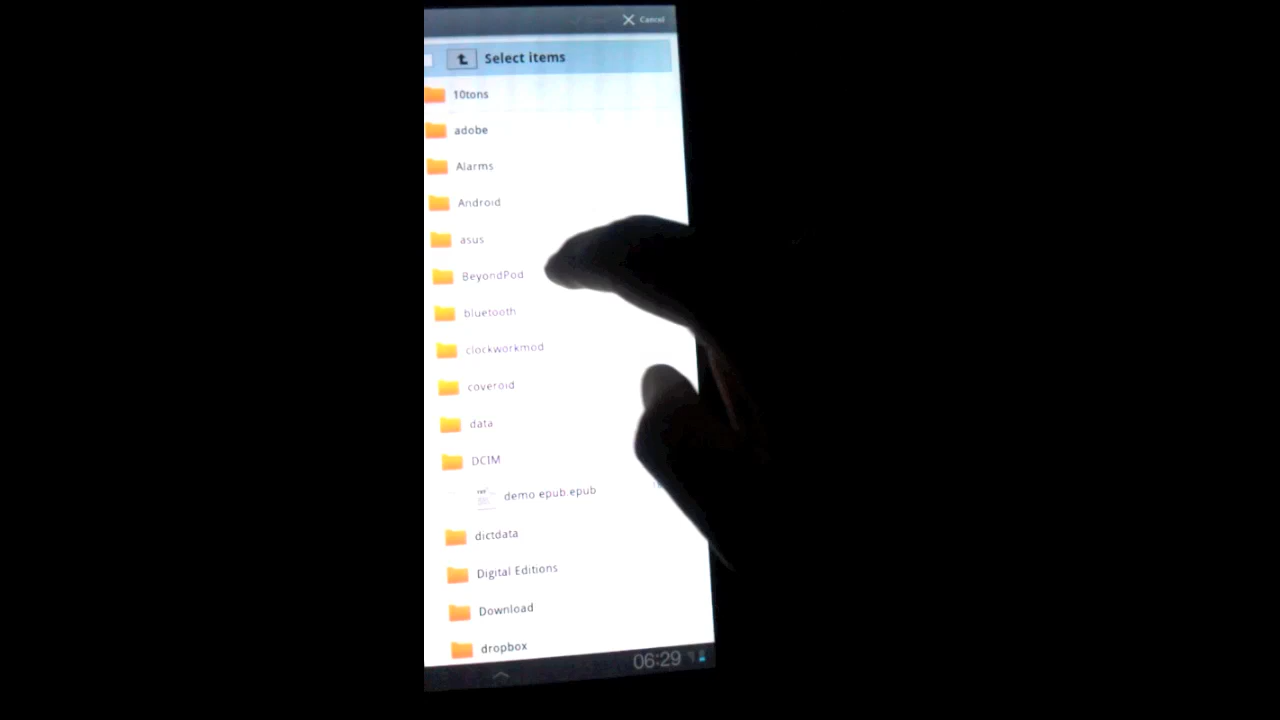 Cancel
Select items
10tons
adobe
Alarms
Android
asus
BeyondPod
bluetooth
clockworkmod
coveroid
data
DCIM
demo epub.epub
dictdata
Digital Editions
Download
dropbox
06:29